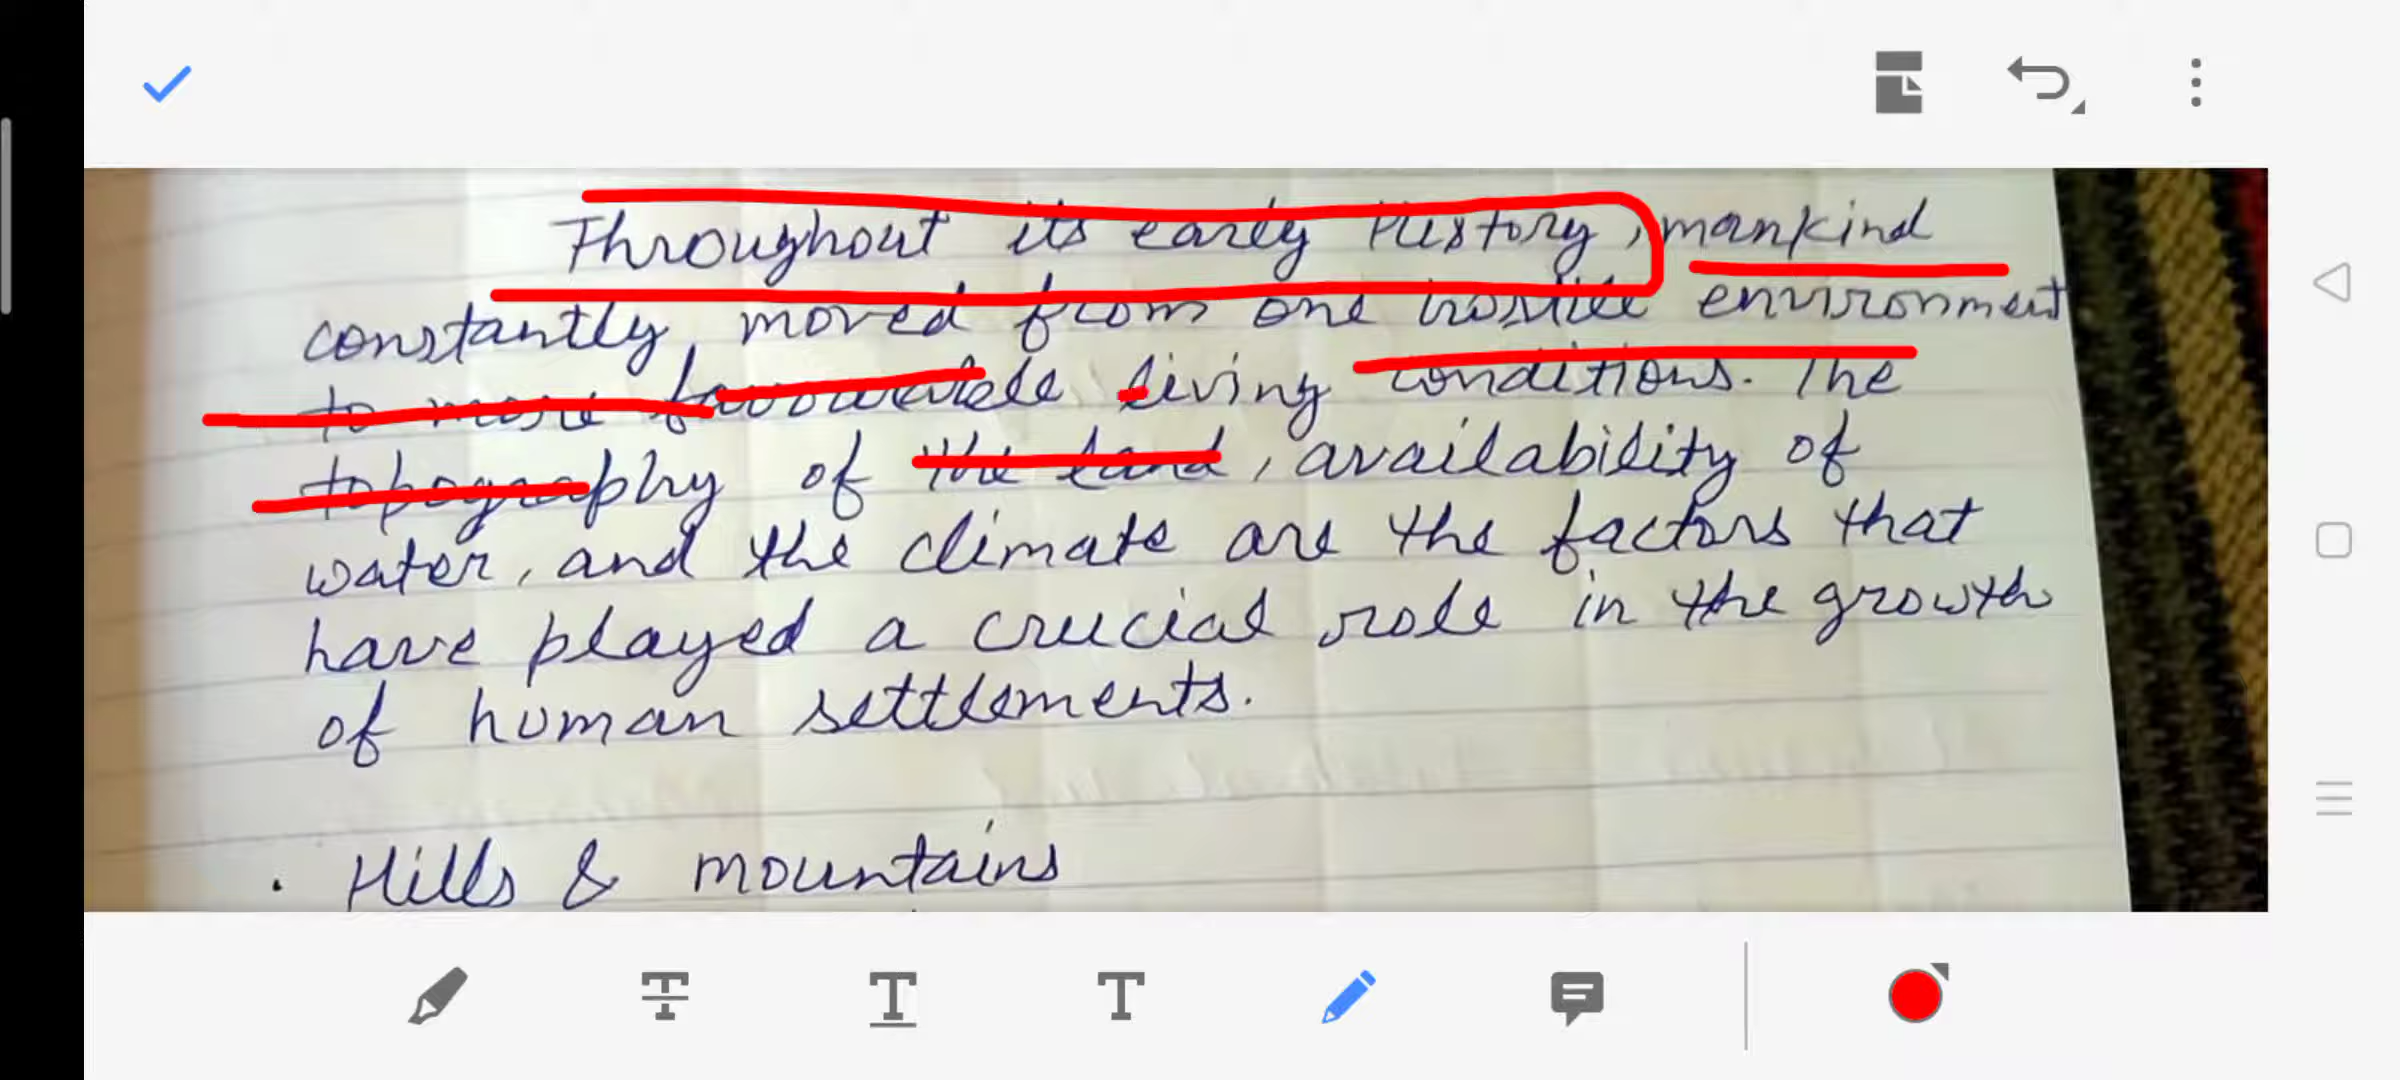 Throughout its early History, mankind
constantly moved from one hostile environment
to more favourable living conditions. The
topography of the land, availability of
water, and the climate are the factors that
have played a crucial role in the growth
of human settlements.
. Hills & mountains